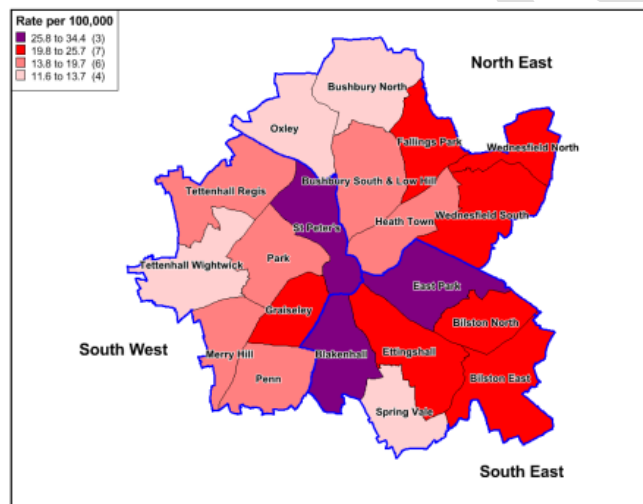 Rate per 100,000
25.8 to 34.4 (3)
19.8 to 25.7 (7)
13.8 to 19.7 (6)
11.6 to 13.7 (4)
North East
Bushbury North
Oxley
Fallings Park
Wednesfield North
Bushbury South & Low Hill
Tettenhall Regis
Wednesfield South
Heath Town
St Peter's
Park
Tettenhall Wightwick
East Park
Graiseley
Bilston North
South West
Merry Hill
Blakenhall
Ettingshall
Penn
Bilston East
Spring Vale
South East